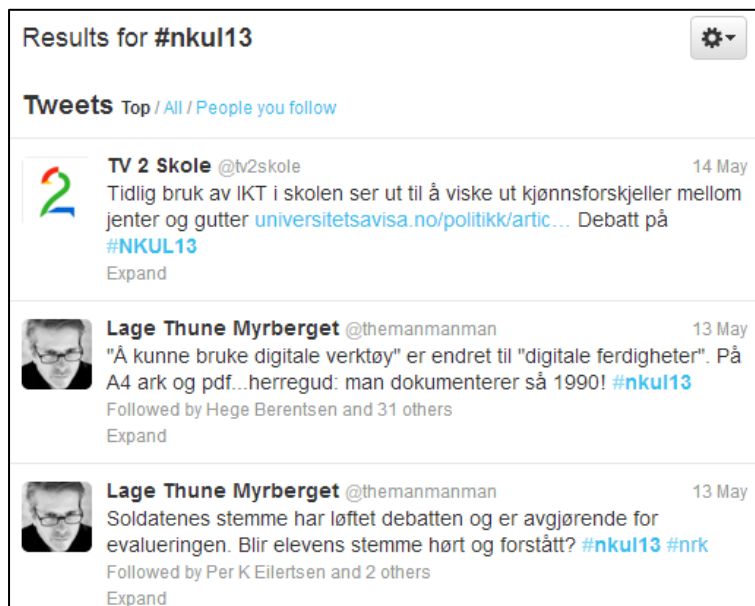 Results for #nkul13
Tweets Top / All / People you follow
TV 2 Skole @tv2skole 14 May
Tidlig bruk av IKT i skolen ser ut til å viske ut kjønnsforskjeller mellom
jenter og gutter universitetsavisa.no/politikk/artic... Debatt på
#NKUL13
Expand
Lage Thune Myrberget @themanmanman 13 May
"Å kunne bruke digitale verktøy" er endret til "digitale ferdigheter". På
A4 ark og pdf...herregud: man dokumenterer så 1990! #nkul13
Followed by Hege Berentsen and 31 others
Expand
Lage Thune Myrberget @themanmanman 13 May
Soldatenes stemme har løftet debatten og er avgjørende for
evalueringen. Blir elevens stemme hørt og forstått? #nkul13 #nrk
Followed by Per K Eilertsen and 2 others
Expand